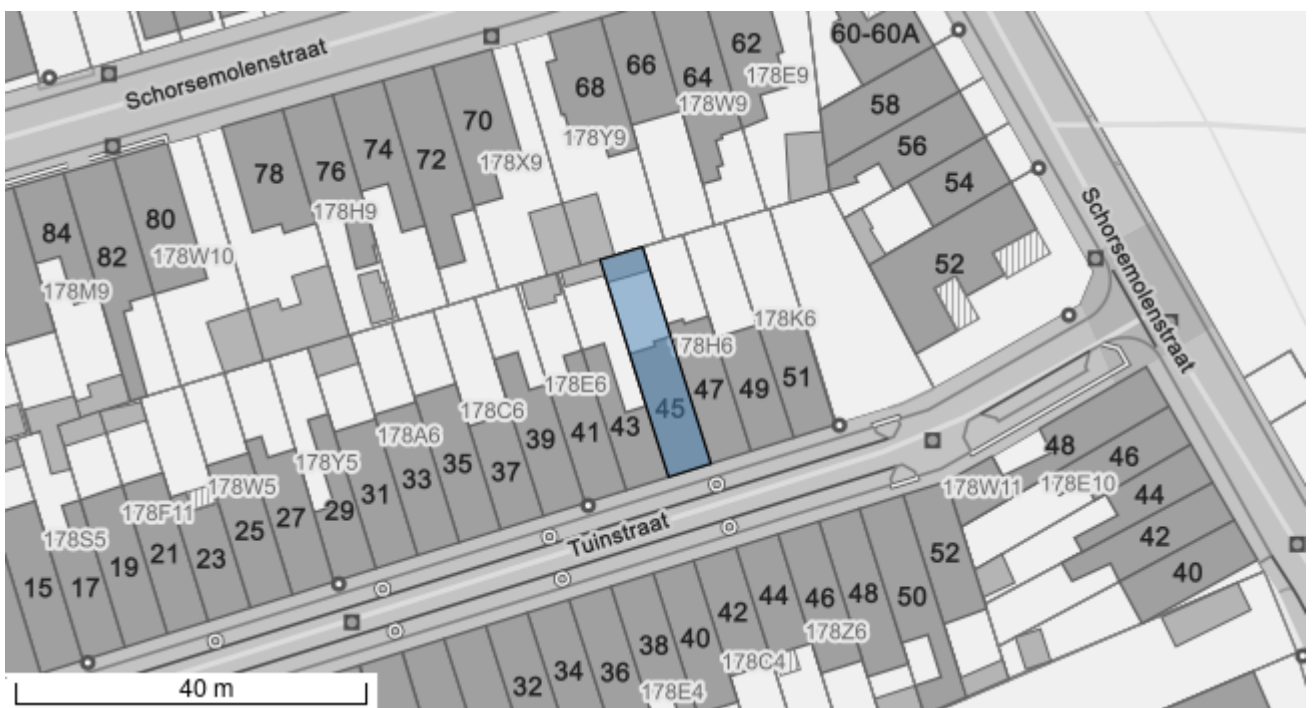 60-60A
62
66
68
64
178E9
178W9
Schorsemolenstraat
58
70
74
178Y9
56
72
76
78
178X9
54
178H9
80
84
82
178W10
52
Schorsemolenstraat
178M9
178K6
178H6
51
178E6
47
49
45
43
41
39
178C6
178A6
35
37
33
31
29
178Y5
178W5
27
25
178F11
23
21
19
178S5
17
15
48
46
178W11
178E10
44
42
40
Tuinstraat
52
50
48
46
44
42
178Z6
40
38
178C4
36
34
32
178E4
40 m